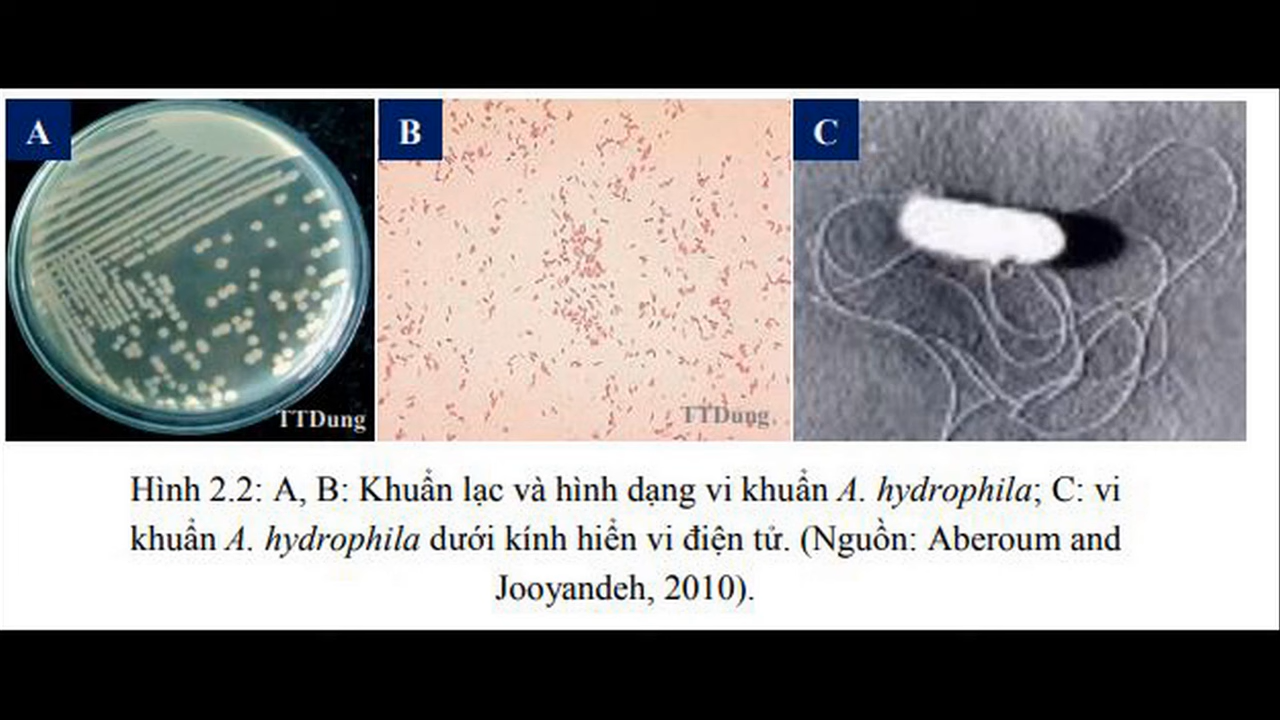 A
B
C
TTDung
TTDung
Hình 2.2: A, B: Khuẩn lạc và hình dạng vi khuẩn A. hydrophila; C: vi
khuẩn A. hydrophila dưới kính hiển vi điện tử. (Nguồn: Aberoum and
Jooyandeh, 2010).